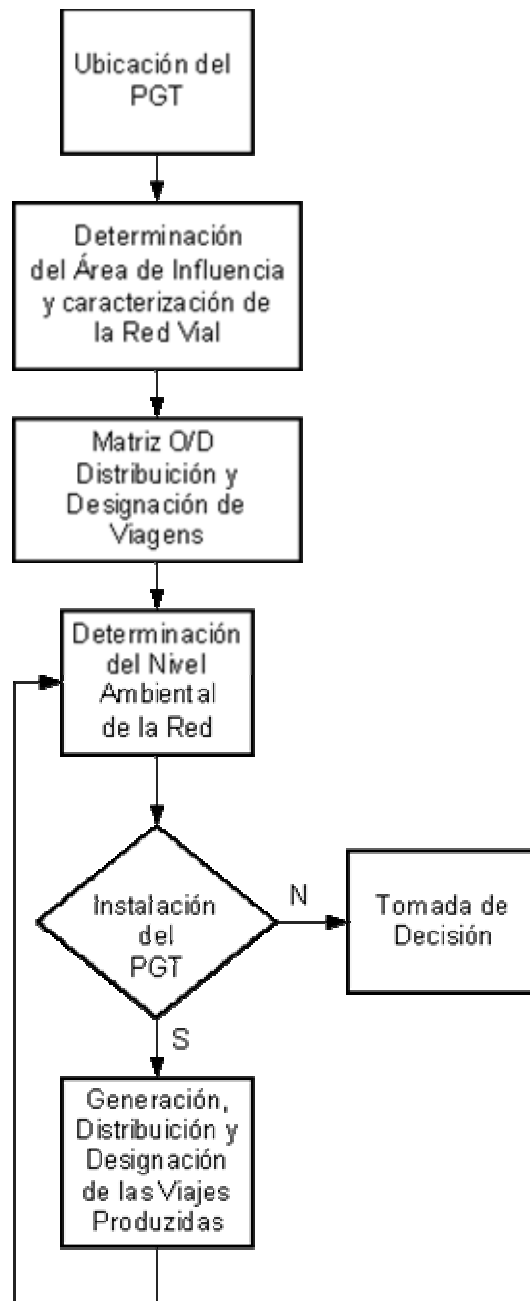 Ubicación del
PGT
Determinación
del Área de Influencia
y caracterización de
la Red Vial
Matriz O/D
Distribuición y
Designación de
Viagens
Determinación
del Nivel
Ambiental
de la Red
Instalación
del
PGT
N
Tomada de
Decisión
S
Generación,
Distribuición y
Designación
de las Viajes
Produzidas